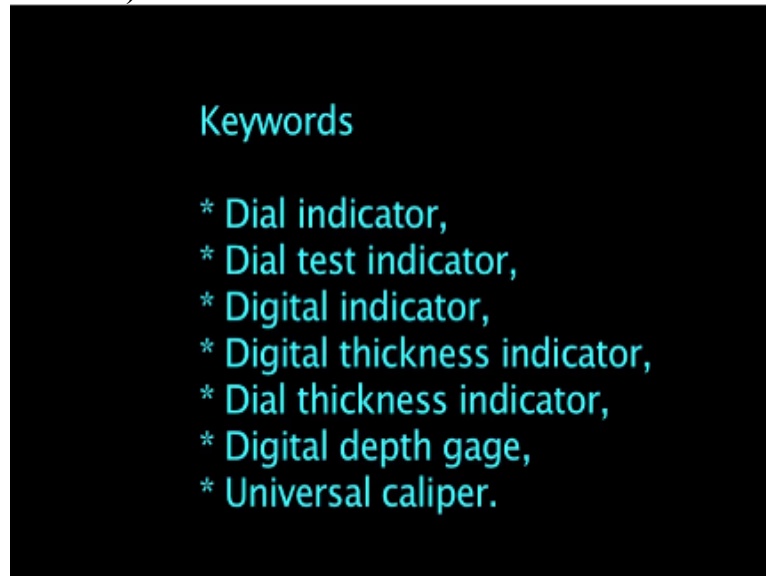 Keywords
* Dial indicator,
* Dial test indicator,
* Digital indicator,
* Digital thickness indicator,
* Dial thickness indicator,
* Digital depth gage,
* Universal caliper.